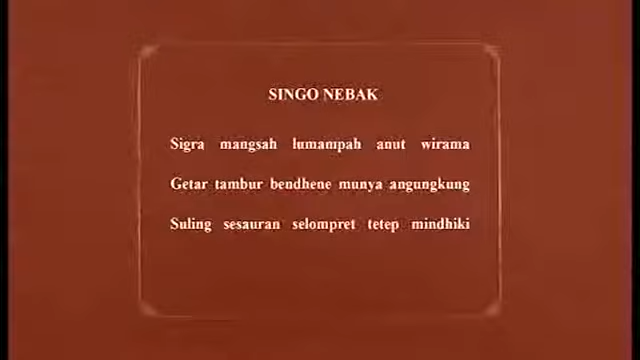 SINGO NEBAK
Sigra mangsah lumampah anut wirama
Getar tambur bendhene munya angungkung
Suling sesauran selompret tetep mindhiki